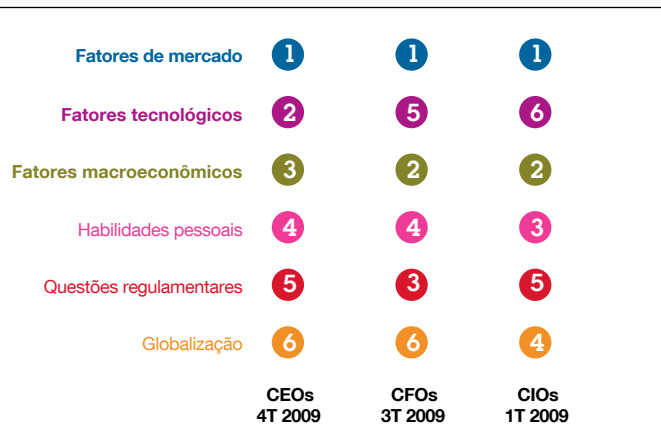 Fatores de mercado 1 1 1
Fatores tecnológicos 2 5 6
Fatores macroeconômicos 3 2 2
Habilidades pessoais 4 4 3
Questões regulamentares 5 3 5
Globalização 6 6 4
CEOs CFOs CIOs
4T 2009 3T 2009 1T 2009